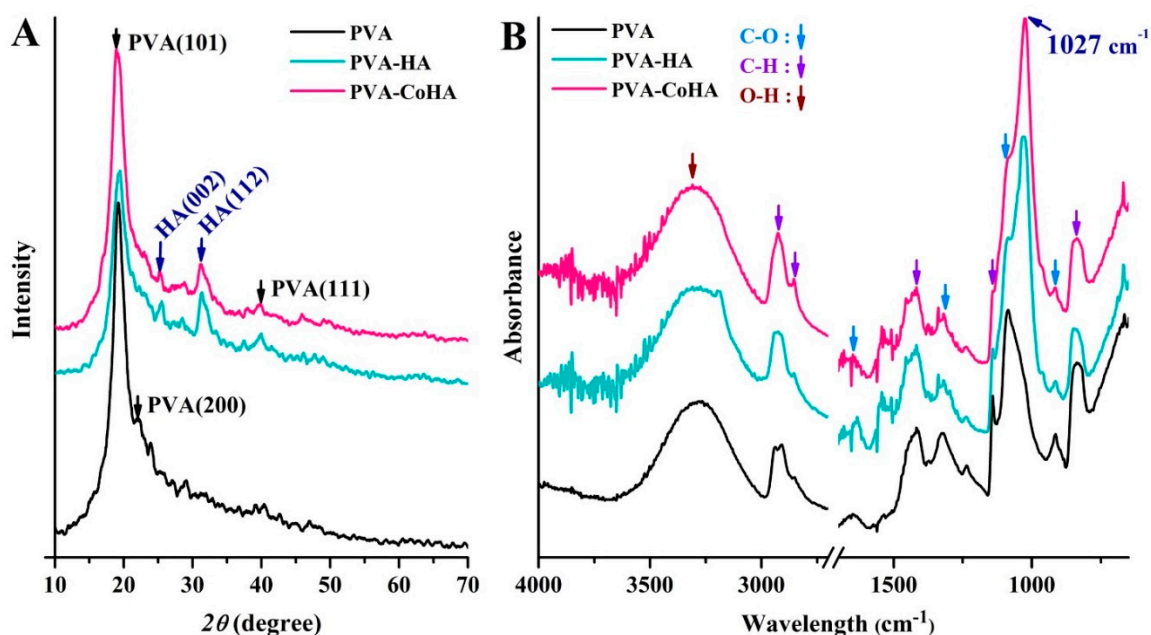 A
PVA(101)
PVA
PVA-HA
PVA-CoHA
HA(002)
HA(112)
PVA(111)
PVA(200)
Intensity
10 20 30 40 50 60 70
2θ (degree)
B
PVA
PVA-HA
PVA-CoHA
C-O :
C-H :
O-H :
1027 cm⁻¹
Absorbance
4000 3500 3000 1500 1000
Wavelength (cm⁻¹)